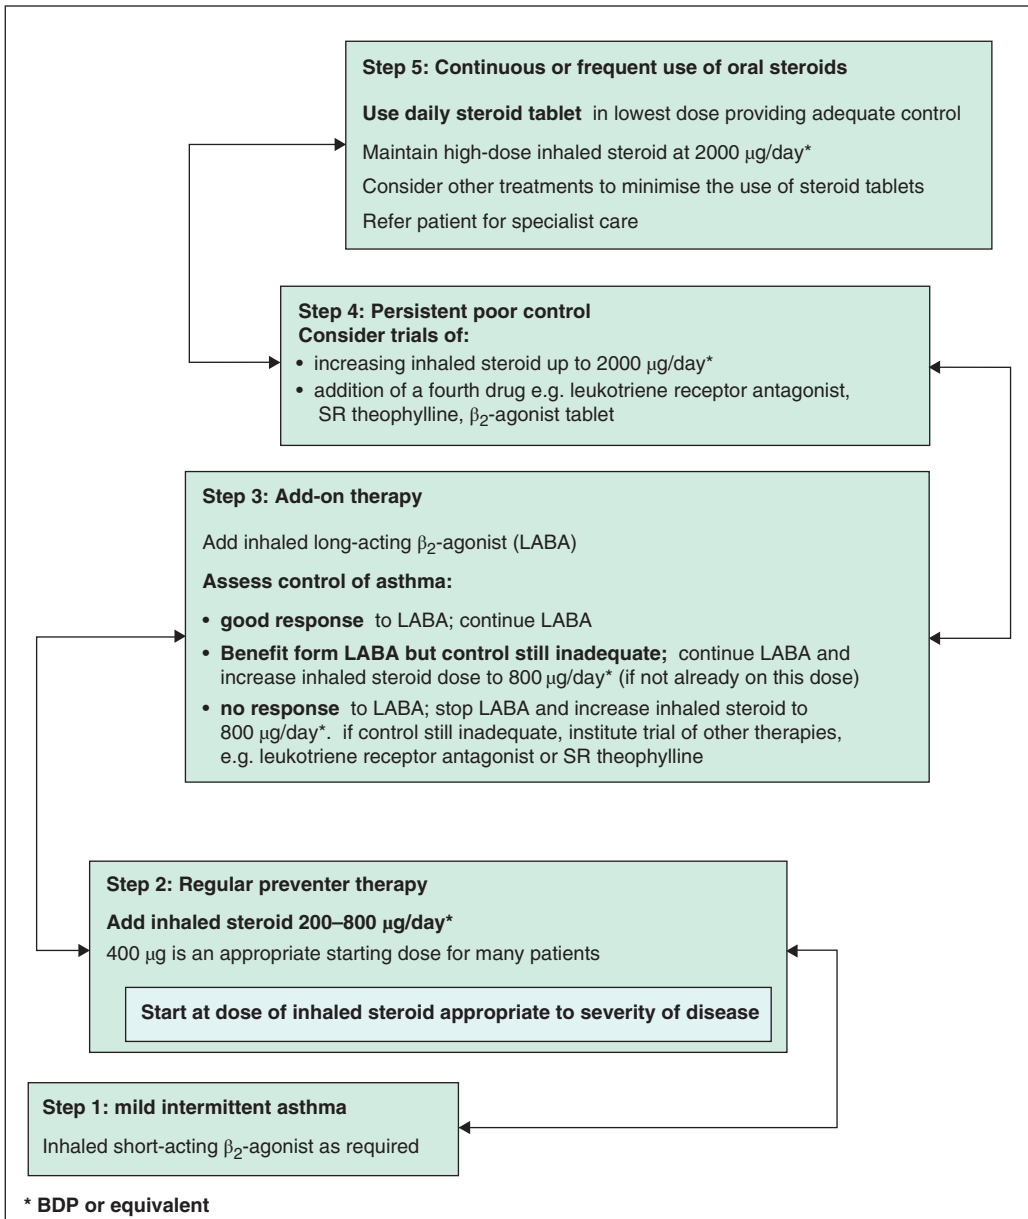 Step 5: Continuous or frequent use of oral steroids
Use daily steroid tablet in lowest dose providing adequate control
Maintain high-dose inhaled steroid at 2000 μg/day*
Consider other treatments to minimise the use of steroid tablets
Refer patient for specialist care
Step 4: Persistent poor control
Consider trials of:
• increasing inhaled steroid up to 2000 μg/day*
• addition of a fourth drug e.g. leukotriene receptor antagonist,
SR theophylline, β2-agonist tablet
Step 3: Add-on therapy
Add inhaled long-acting β2-agonist (LABA)
Assess control of asthma:
• good response to LABA; continue LABA
• Benefit form LABA but control still inadequate; continue LABA and
increase inhaled steroid dose to 800 μg/day* (if not already on this dose)
• no response to LABA; stop LABA and increase inhaled steroid to
800 μg/day*. if control still inadequate, institute trial of other therapies,
e.g. leukotriene receptor antagonist or SR theophylline
Step 2: Regular preventer therapy
Add inhaled steroid 200–800 μg/day*
400 μg is an appropriate starting dose for many patients
Start at dose of inhaled steroid appropriate to severity of disease
Step 1: mild intermittent asthma
Inhaled short-acting β2-agonist as required
* BDP or equivalent